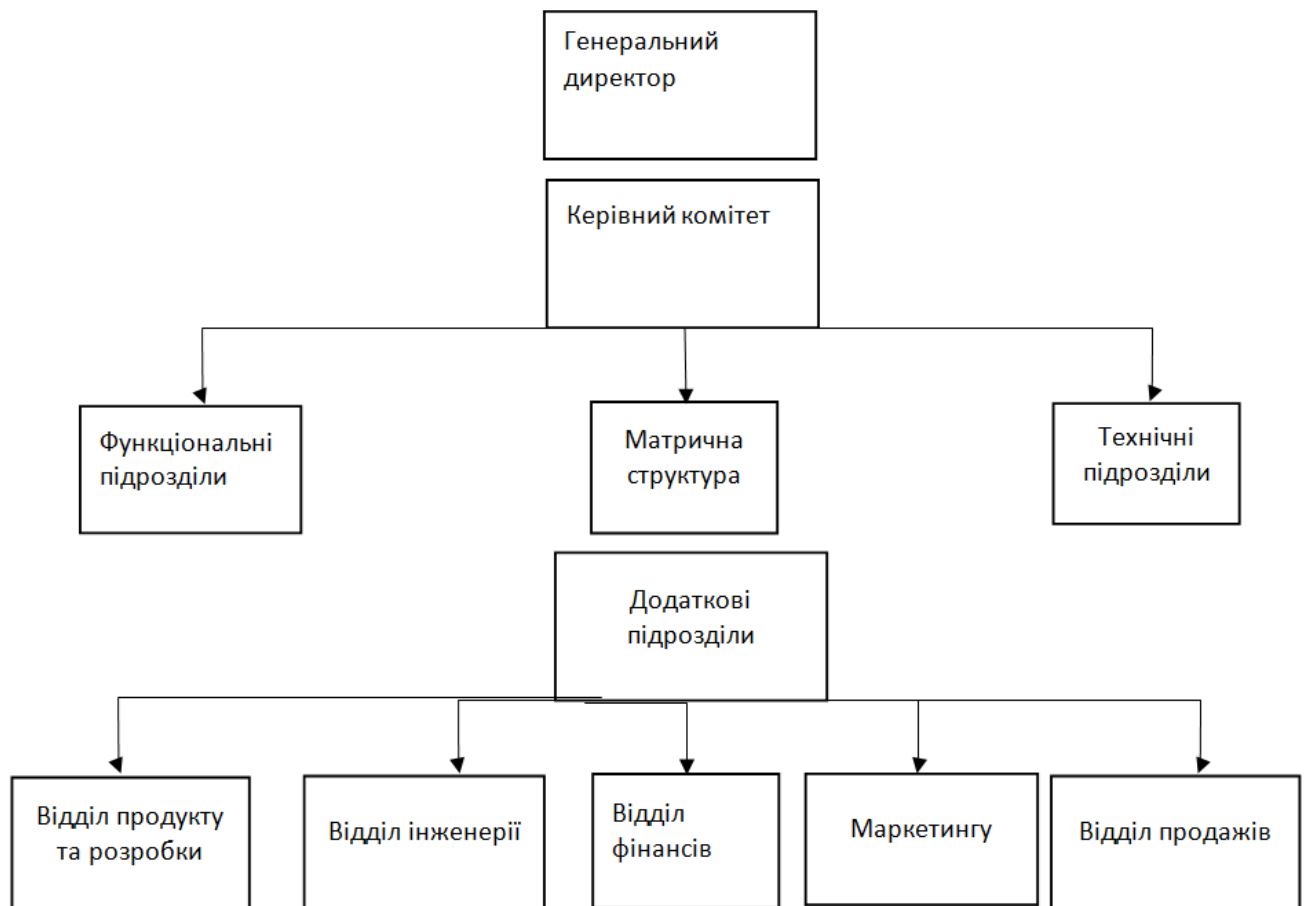 Генеральний
директор
Керівний комітет
Функціональні
підрозділи
Матрична
структура
Технічні
підрозділи
Додаткові
підрозділи
Відділ продукту
та розробки
Відділ інженерії
Відділ
фінансів
Маркетингу
Відділ продажів